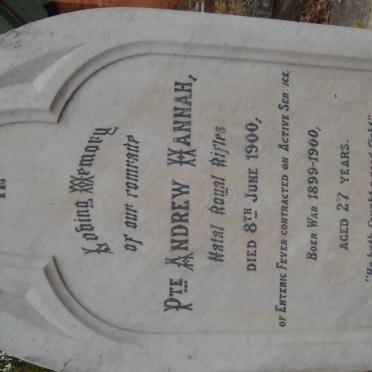 Loving Memory
of our comrade
Pte Andrew Hannah,
Natal Royal Rifles
DIED 8TH JUNE 1900,
OF ENTERIC FEVER CONTRACTED ON ACTIVE SERVICE.
BOER WAR 1899-1900,
AGED 27 YEARS.